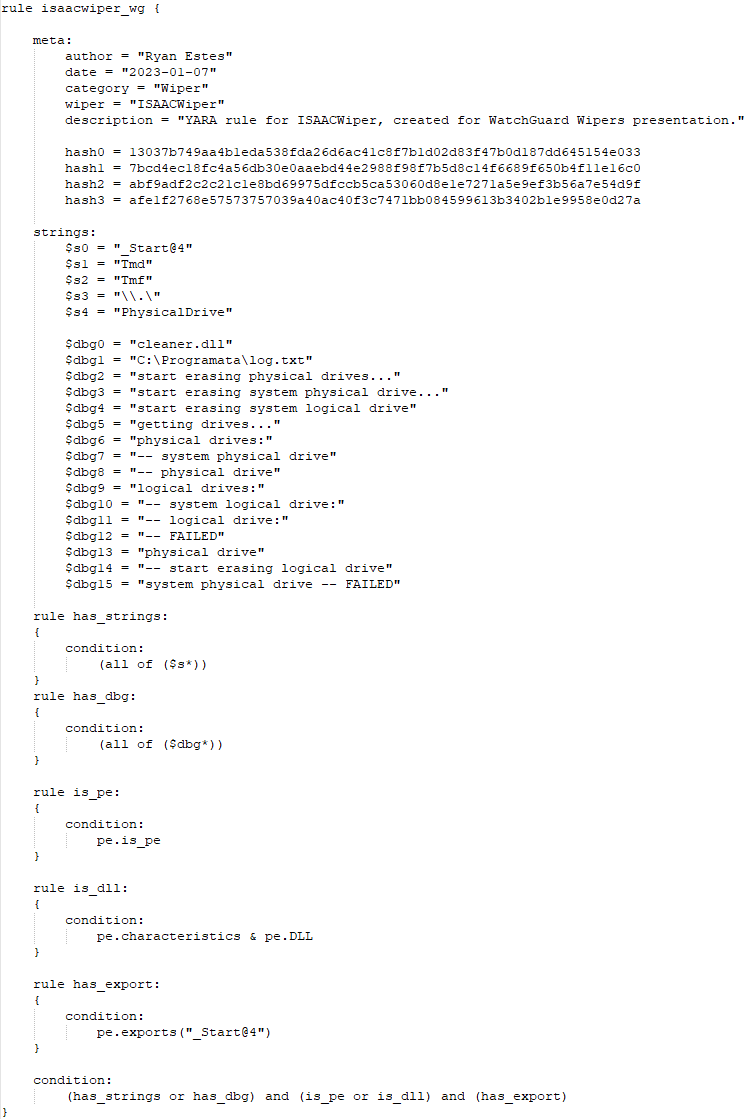 rule isaacwiper_wg {
meta:
author = "Ryan Estes"
date = "2023-01-07"
category = "Wiper"
wiper = "ISAACWiper"
description = "YARA rule for ISAACWiper, created for WatchGuard Wipers presentation."
hash0 = 13037b749aa4b1eda538fda26d6ac41c8f7b1d02d83f47b0d187dd645154e033
hash1 = 7bcd4ec18fc4a56db30e0aaebd44e2988f98f7b5d8c14f6689f650b4f11e16c0
hash2 = abf9adf2c2c21c1e8bd69975dfccb5ca53060d8e1e7271a5e9ef3b56a7e54d9f
hash3 = afe1f2768e57573757039a40ac40f3c7471bb084599613b3402b1e9958e0d27a
strings:
$s0 = "_Start@4"
$s1 = "Tmd"
$s2 = "Tmf"
$s3 = "\\.\"
$s4 = "PhysicalDrive"
$dbg0 = "cleaner.dll"
$dbg1 = "C:\Programata\log.txt"
$dbg2 = "start erasing physical drives..."
$dbg3 = "start erasing system physical drive..."
$dbg4 = "start erasing system logical drive"
$dbg5 = "getting drives..."
$dbg6 = "physical drives:"
$dbg7 = "-- system physical drive"
$dbg8 = "-- physical drive"
$dbg9 = "logical drives:"
$dbg10 = "-- system logical drive:"
$dbg11 = "-- logical drive:"
$dbg12 = "-- FAILED"
$dbg13 = "physical drive"
$dbg14 = "-- start erasing logical drive"
$dbg15 = "system physical drive -- FAILED"
rule has_strings:
{
condition:
(all of ($s*))
}
rule has_dbg:
{
condition:
(all of ($dbg*))
}
rule is_pe:
{
condition:
pe.is_pe
}
rule is_dll:
{
condition:
pe.characteristics & pe.DLL
}
rule has_export:
{
condition:
pe.exports("_Start@4")
}
condition:
(has_strings or has_dbg) and (is_pe or is_dll) and (has_export)
}